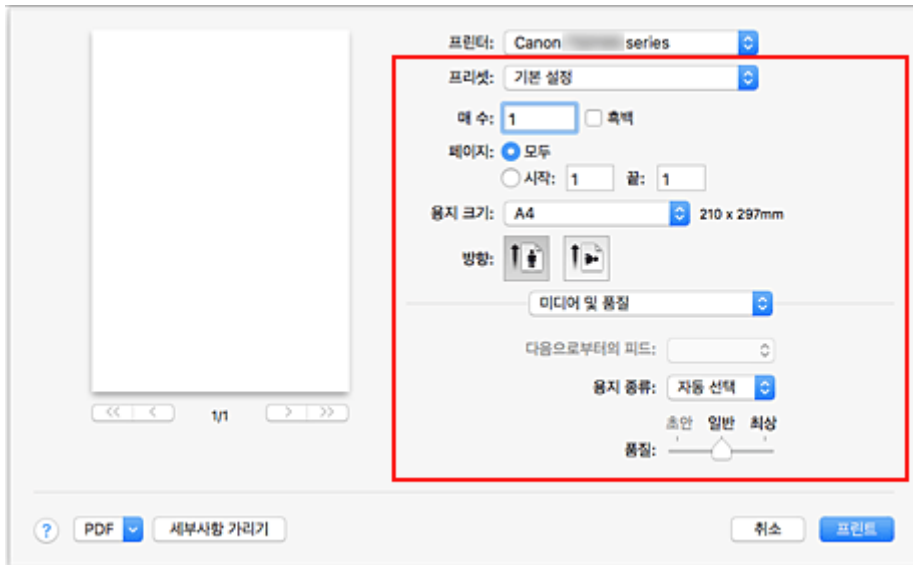 프린터: Canon series
프리셋: 기본 설정
매 수: 1 흑백
페이지: 모두
시작: 1 끝: 1
용지 크기: A4 210 x 297mm
방향:
미디어 및 품질
다음으로부터의 피드:
용지 종류: 자동 선택
초안 일반 최상
품질:
1/1
? PDF 세부사항 가리기 취소 프린트